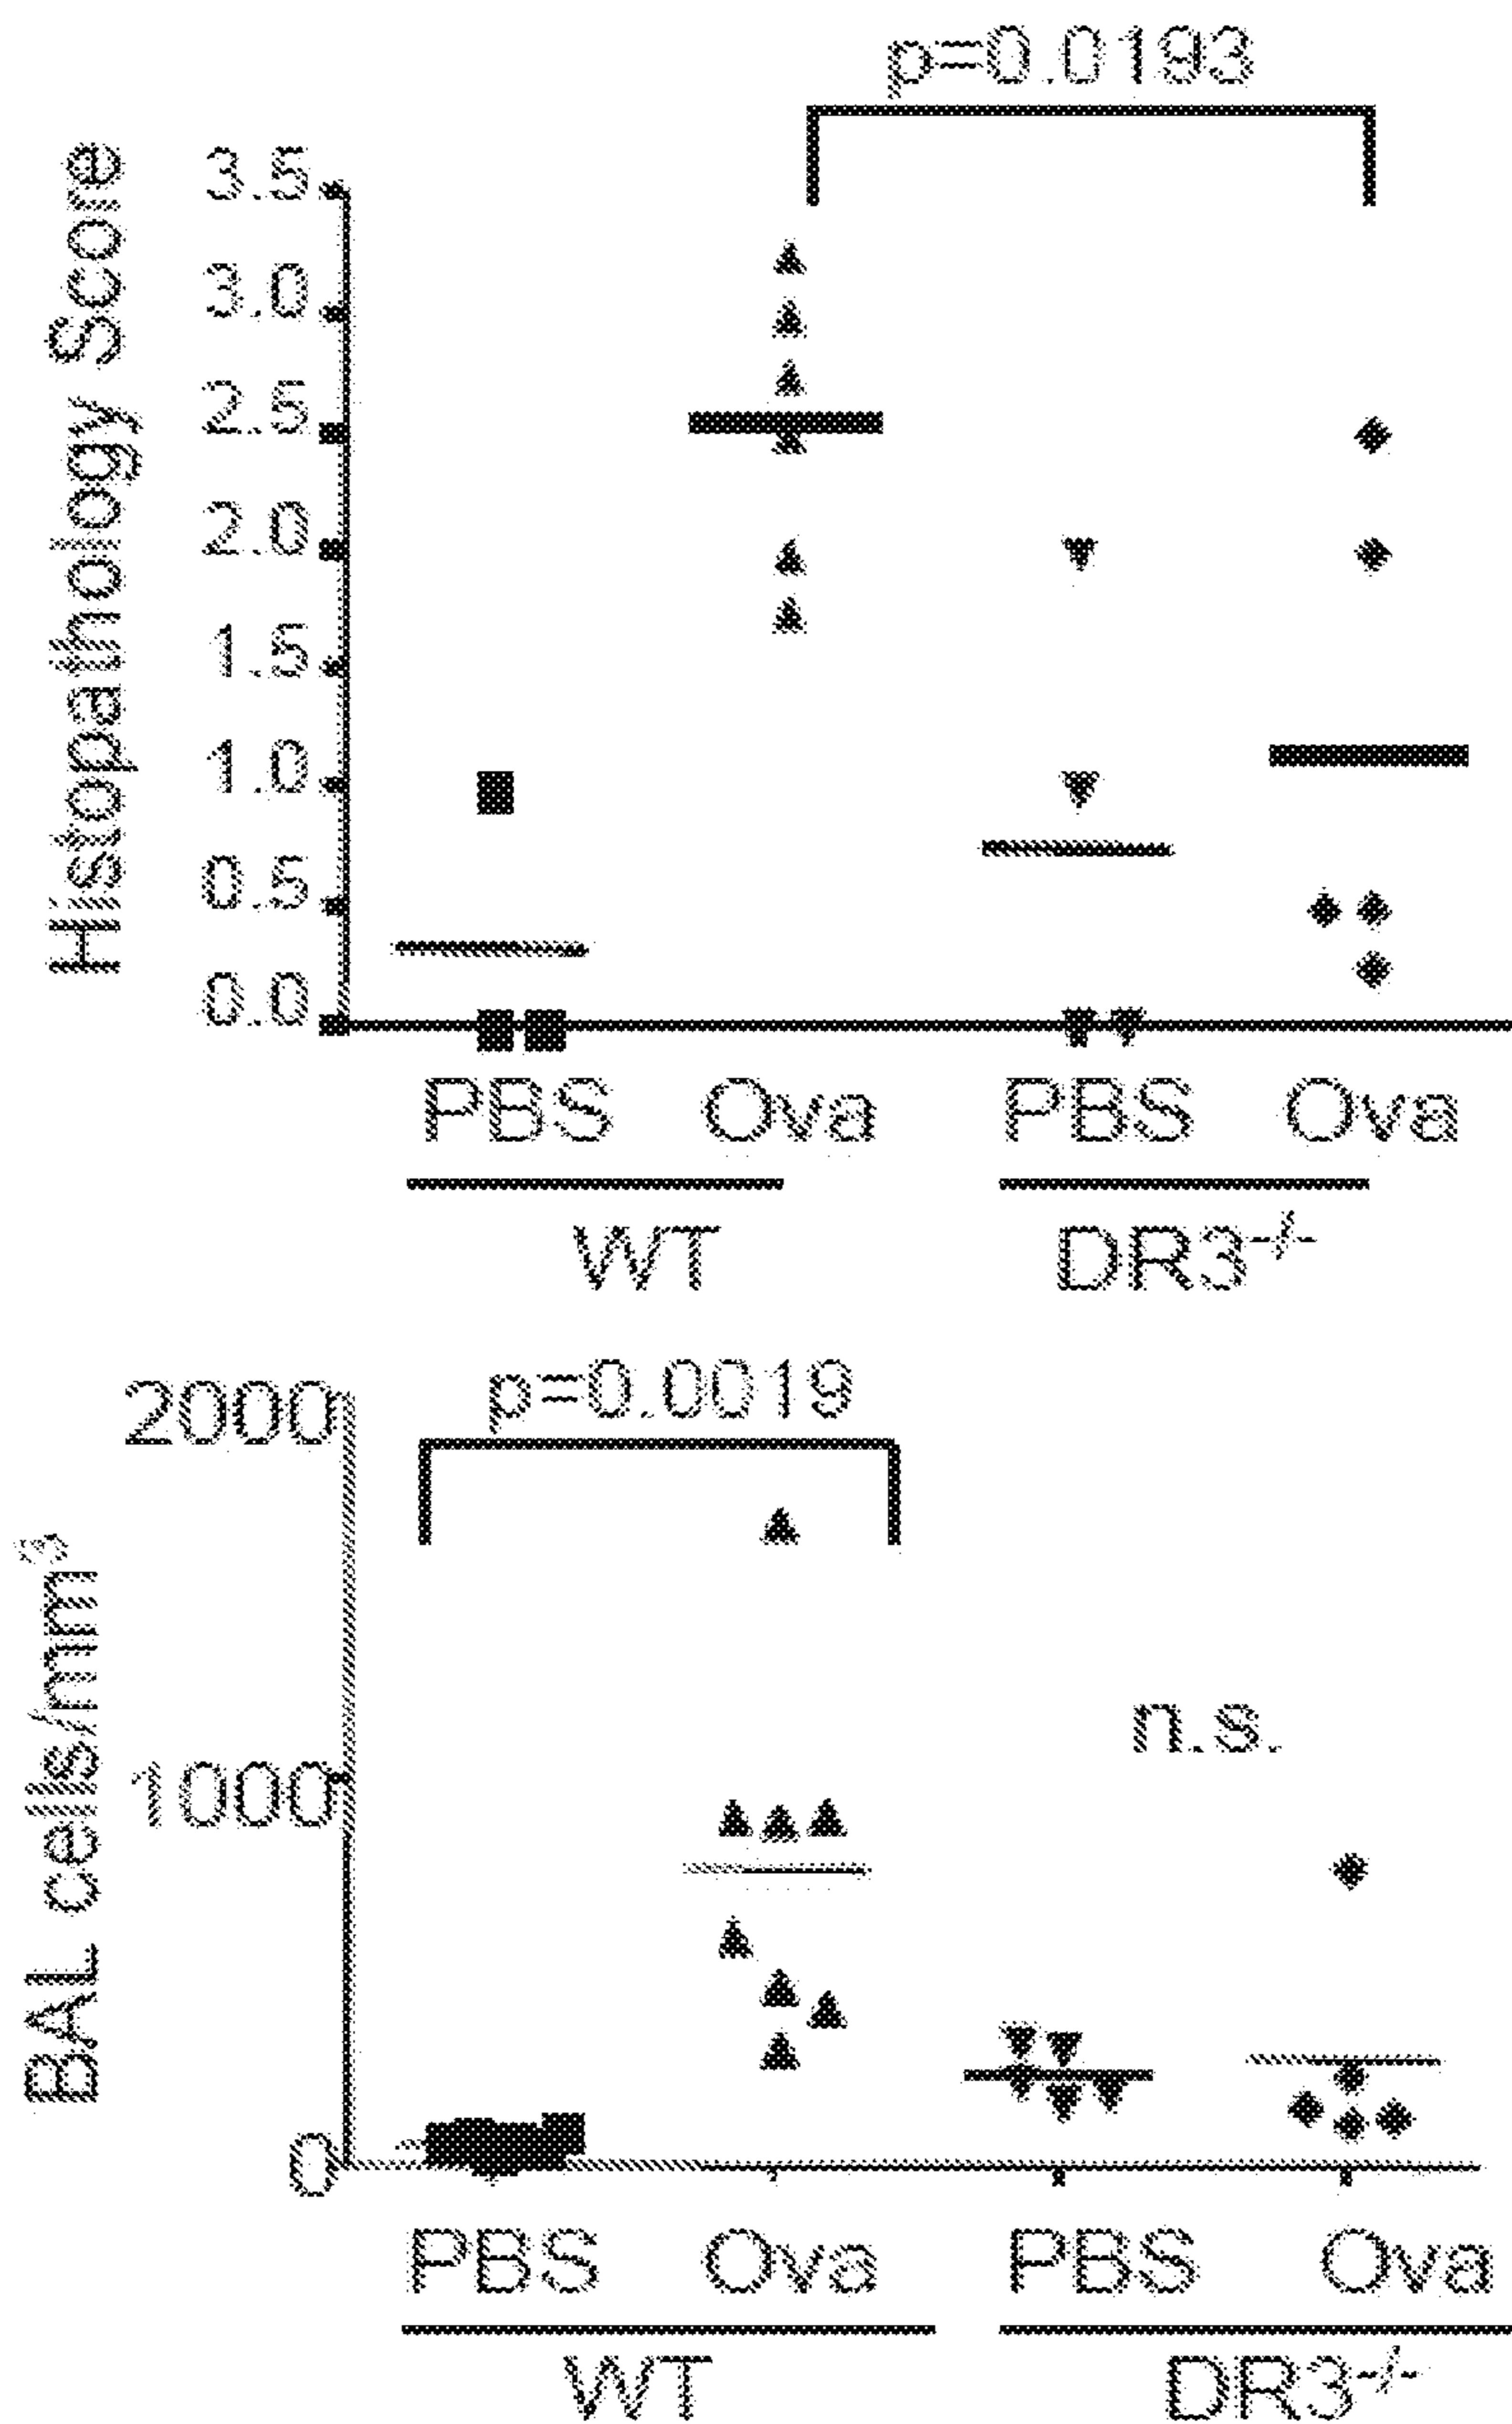 p=0.0193
Histopathology Score
3.5
3.0
2.5
2.0
1.5
1.0
0.5
0.0
PBS Ova PBS Ova
WT DR3-/-
p=0.0019
BAL cells/mm³
2000
1000
0
n.s.
PBS Ova PBS Ova
WT DR3-/-